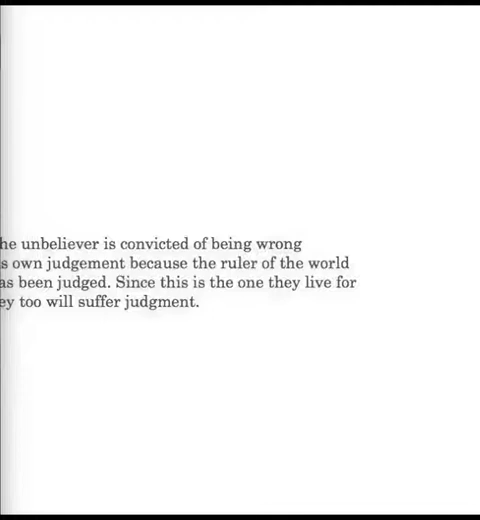 he unbeliever is convicted of being wrong
s own judgement because the ruler of the world
as been judged. Since this is the one they live for
ey too will suffer judgment.